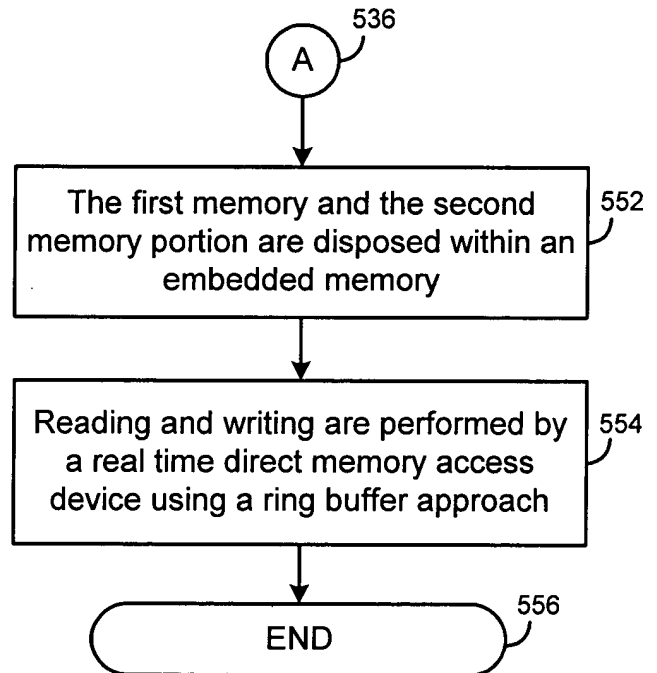 536
A
The first memory and the second
memory portion are disposed within an
embedded memory
552
Reading and writing are performed by
a real time direct memory access
device using a ring buffer approach
554
END
556